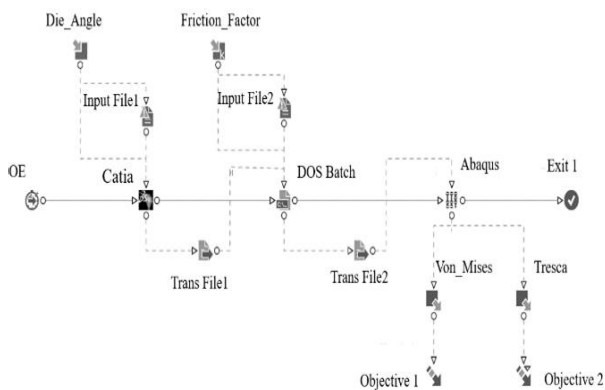 Die_Angle
Friction_Factor
Input File1
Input File2
OE
Catia
DOS Batch
Abaqus
Exit 1
Trans File1
Trans File2
Von_Mises
Tresca
Objective 1
Objective 2